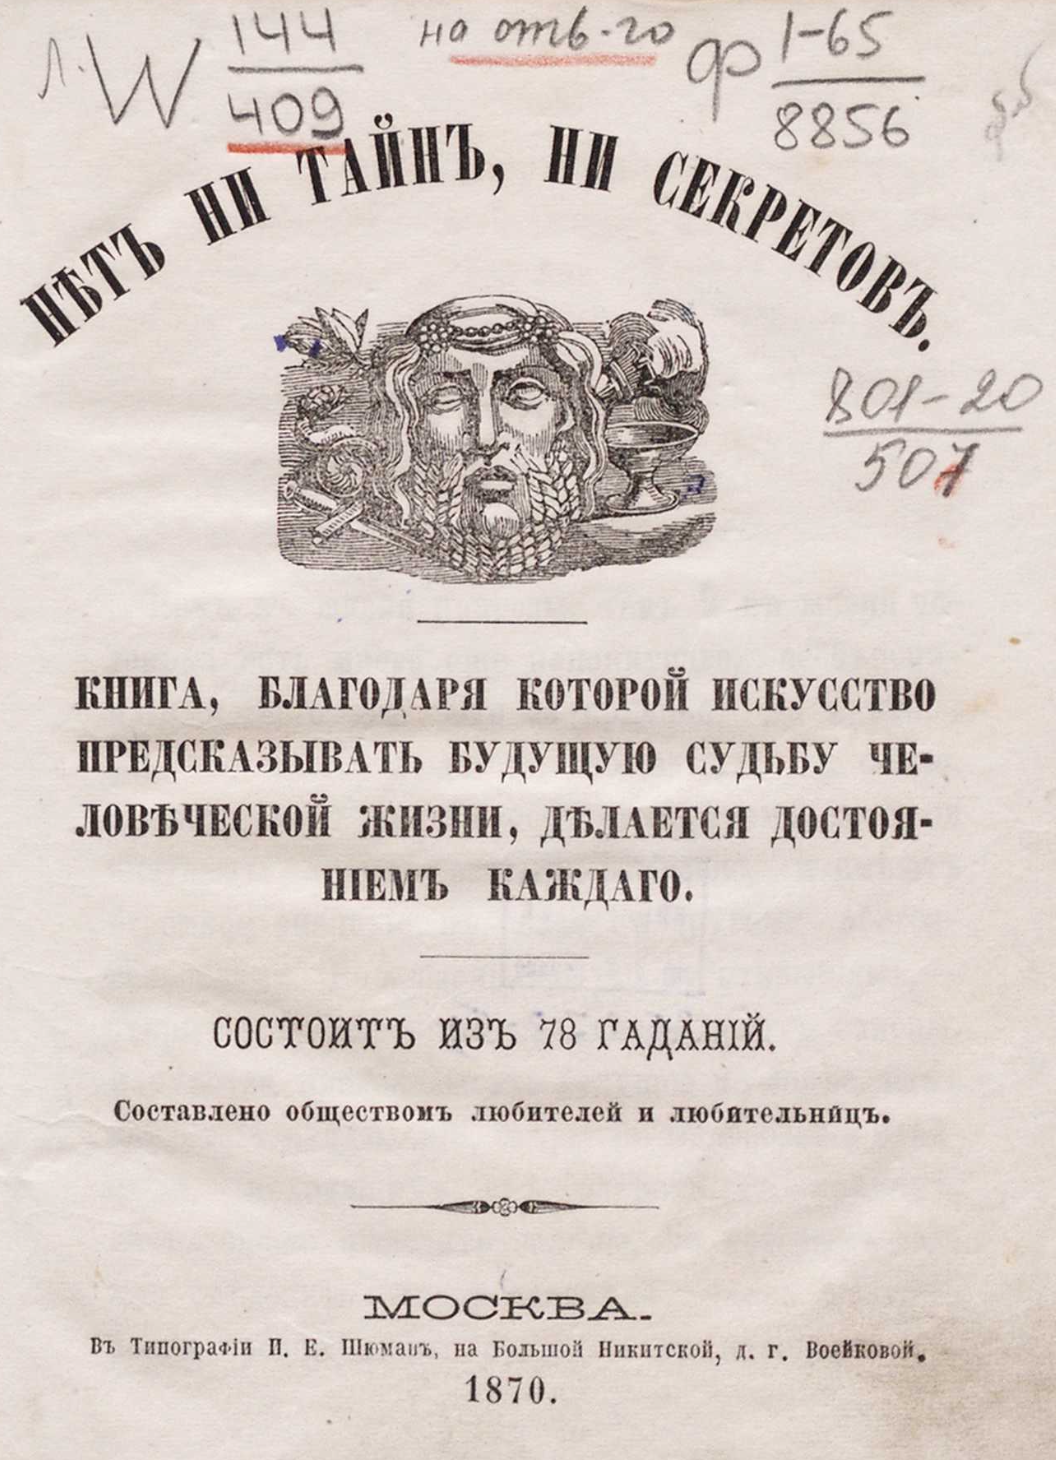 W 144 на отв-го Ф 1-65
409 8856
НѢТЪ НИ ТАЙНЪ, НИ СЕКРЕТОВЪ.
801-20
507
КНИГА, БЛАГОДАРЯ КОТОРОЙ ИСКУССТВО
ПРЕДСКАЗЫВАТЬ БУДУЩУЮ СУДЬБУ ЧЕ-
ЛОВѢЧЕСКОЙ ЖИЗНИ, ДѢЛАЕТСЯ ДОСТОЯ-
НІЕМЪ КАЖДАГО.
СОСТОИТЪ ИЗЪ 78 ГАДАНІЙ.
Составлено обществомъ любителей и любительницъ.
МОСКВА.
Въ Типографіи П. Е. Шюманъ, на Большой Никитской, д. г. Воейковой.
1870.